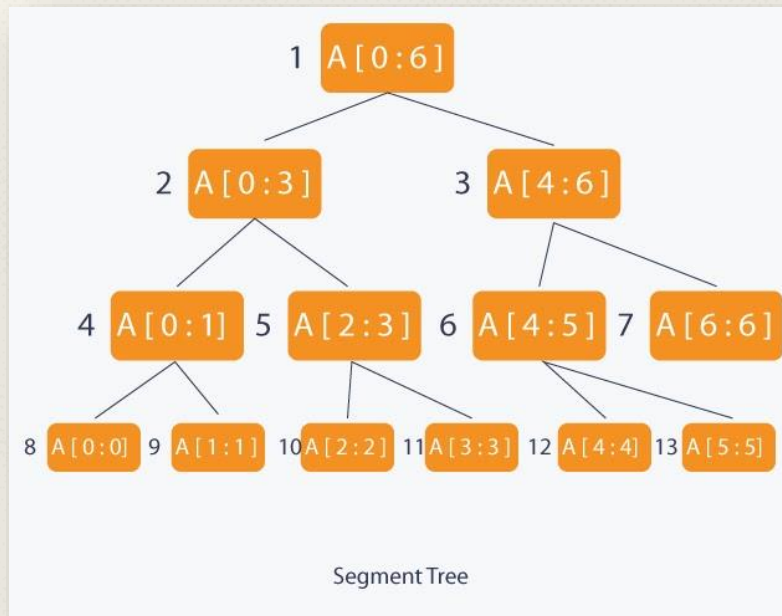 1 A[0:6]
2 A[0:3] 3 A[4:6]
4 A[0:1] 5 A[2:3] 6 A[4:5] 7 A[6:6]
8 A[0:0] 9 A[1:1] 10 A[2:2] 11 A[3:3] 12 A[4:4] 13 A[5:5]
Segment Tree